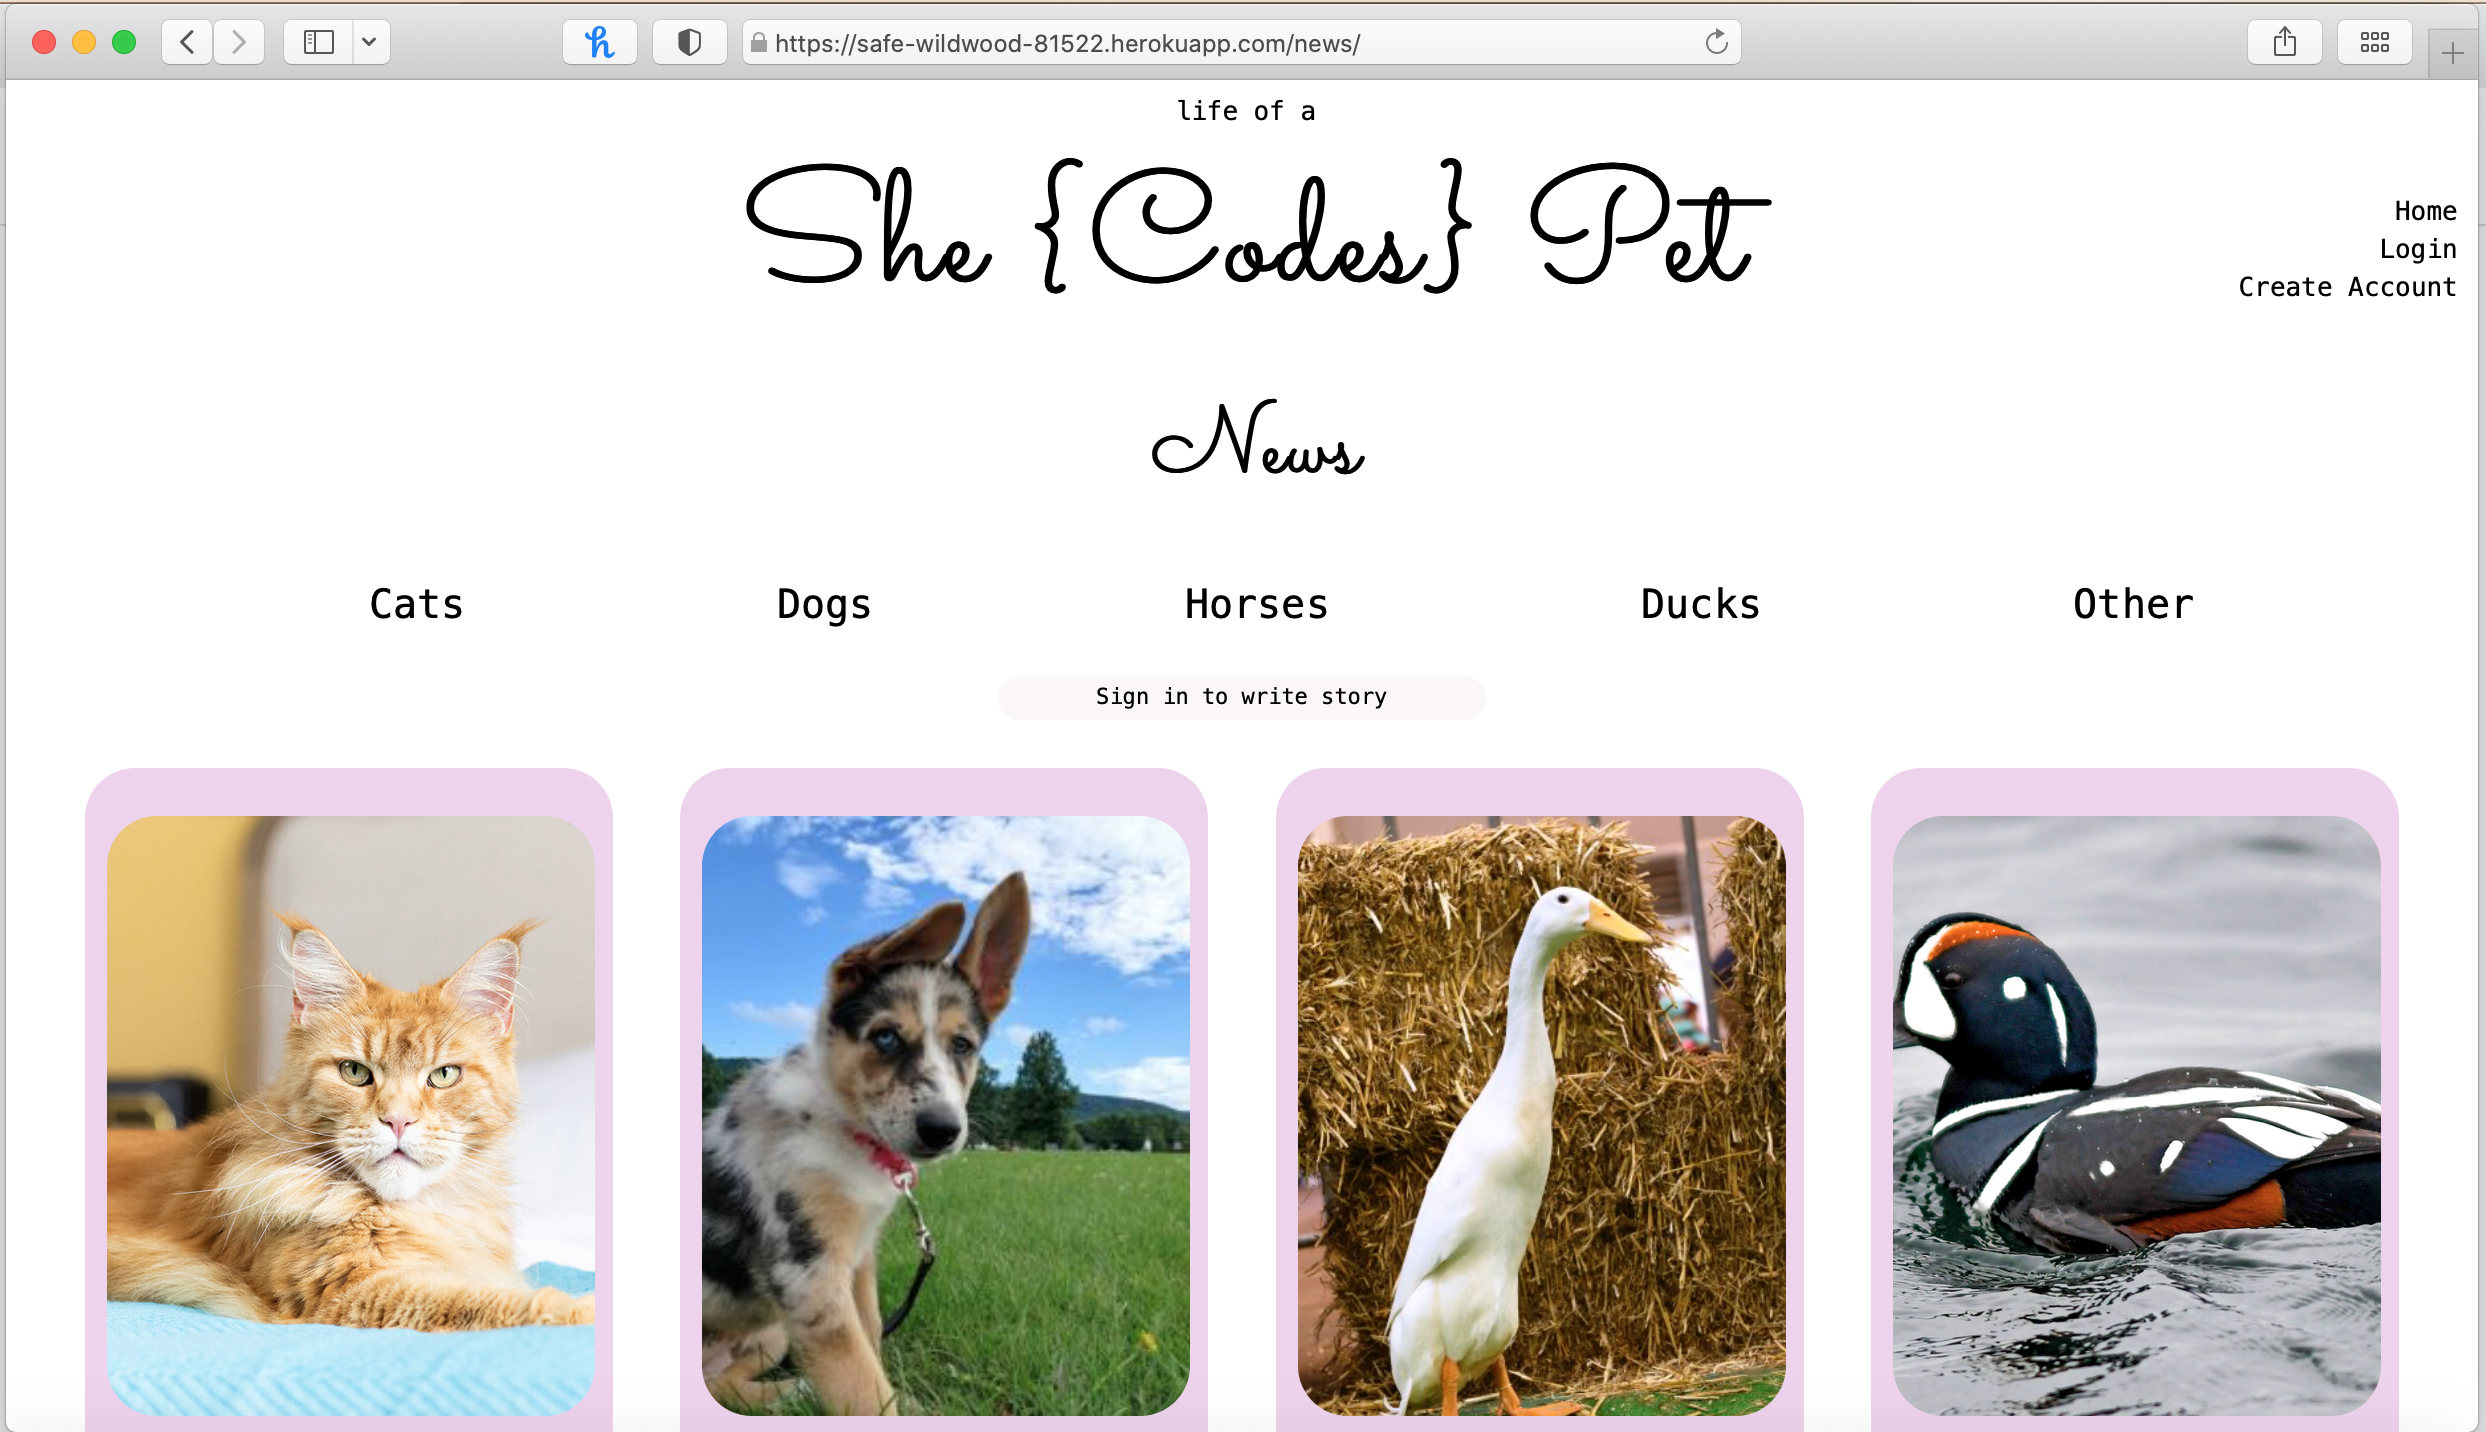 https://safe-wildwood-81522.herokuapp.com/news/
life of a
She {Codes} Pet
Home
Login
Create Account
News
Cats Dogs Horses Ducks Other
Sign in to write story